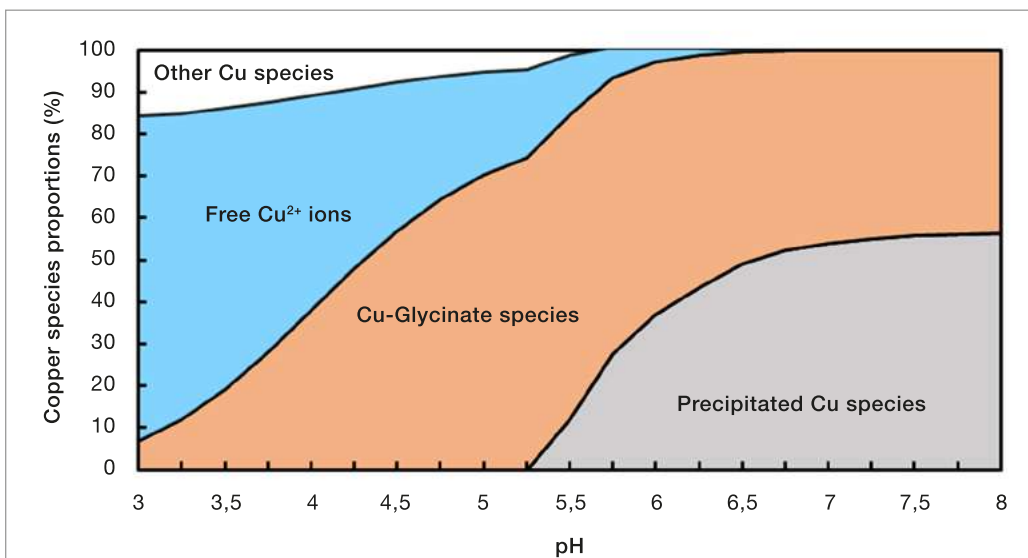 Copper species proportions (%)
100
90
80
70
60
50
40
30
20
10
0
Other Cu species
Free Cu²⁺ ions
Cu-Glycinate species
Precipitated Cu species
3 3,5 4 4,5 5 5,5 6 6,5 7 7,5 8
pH